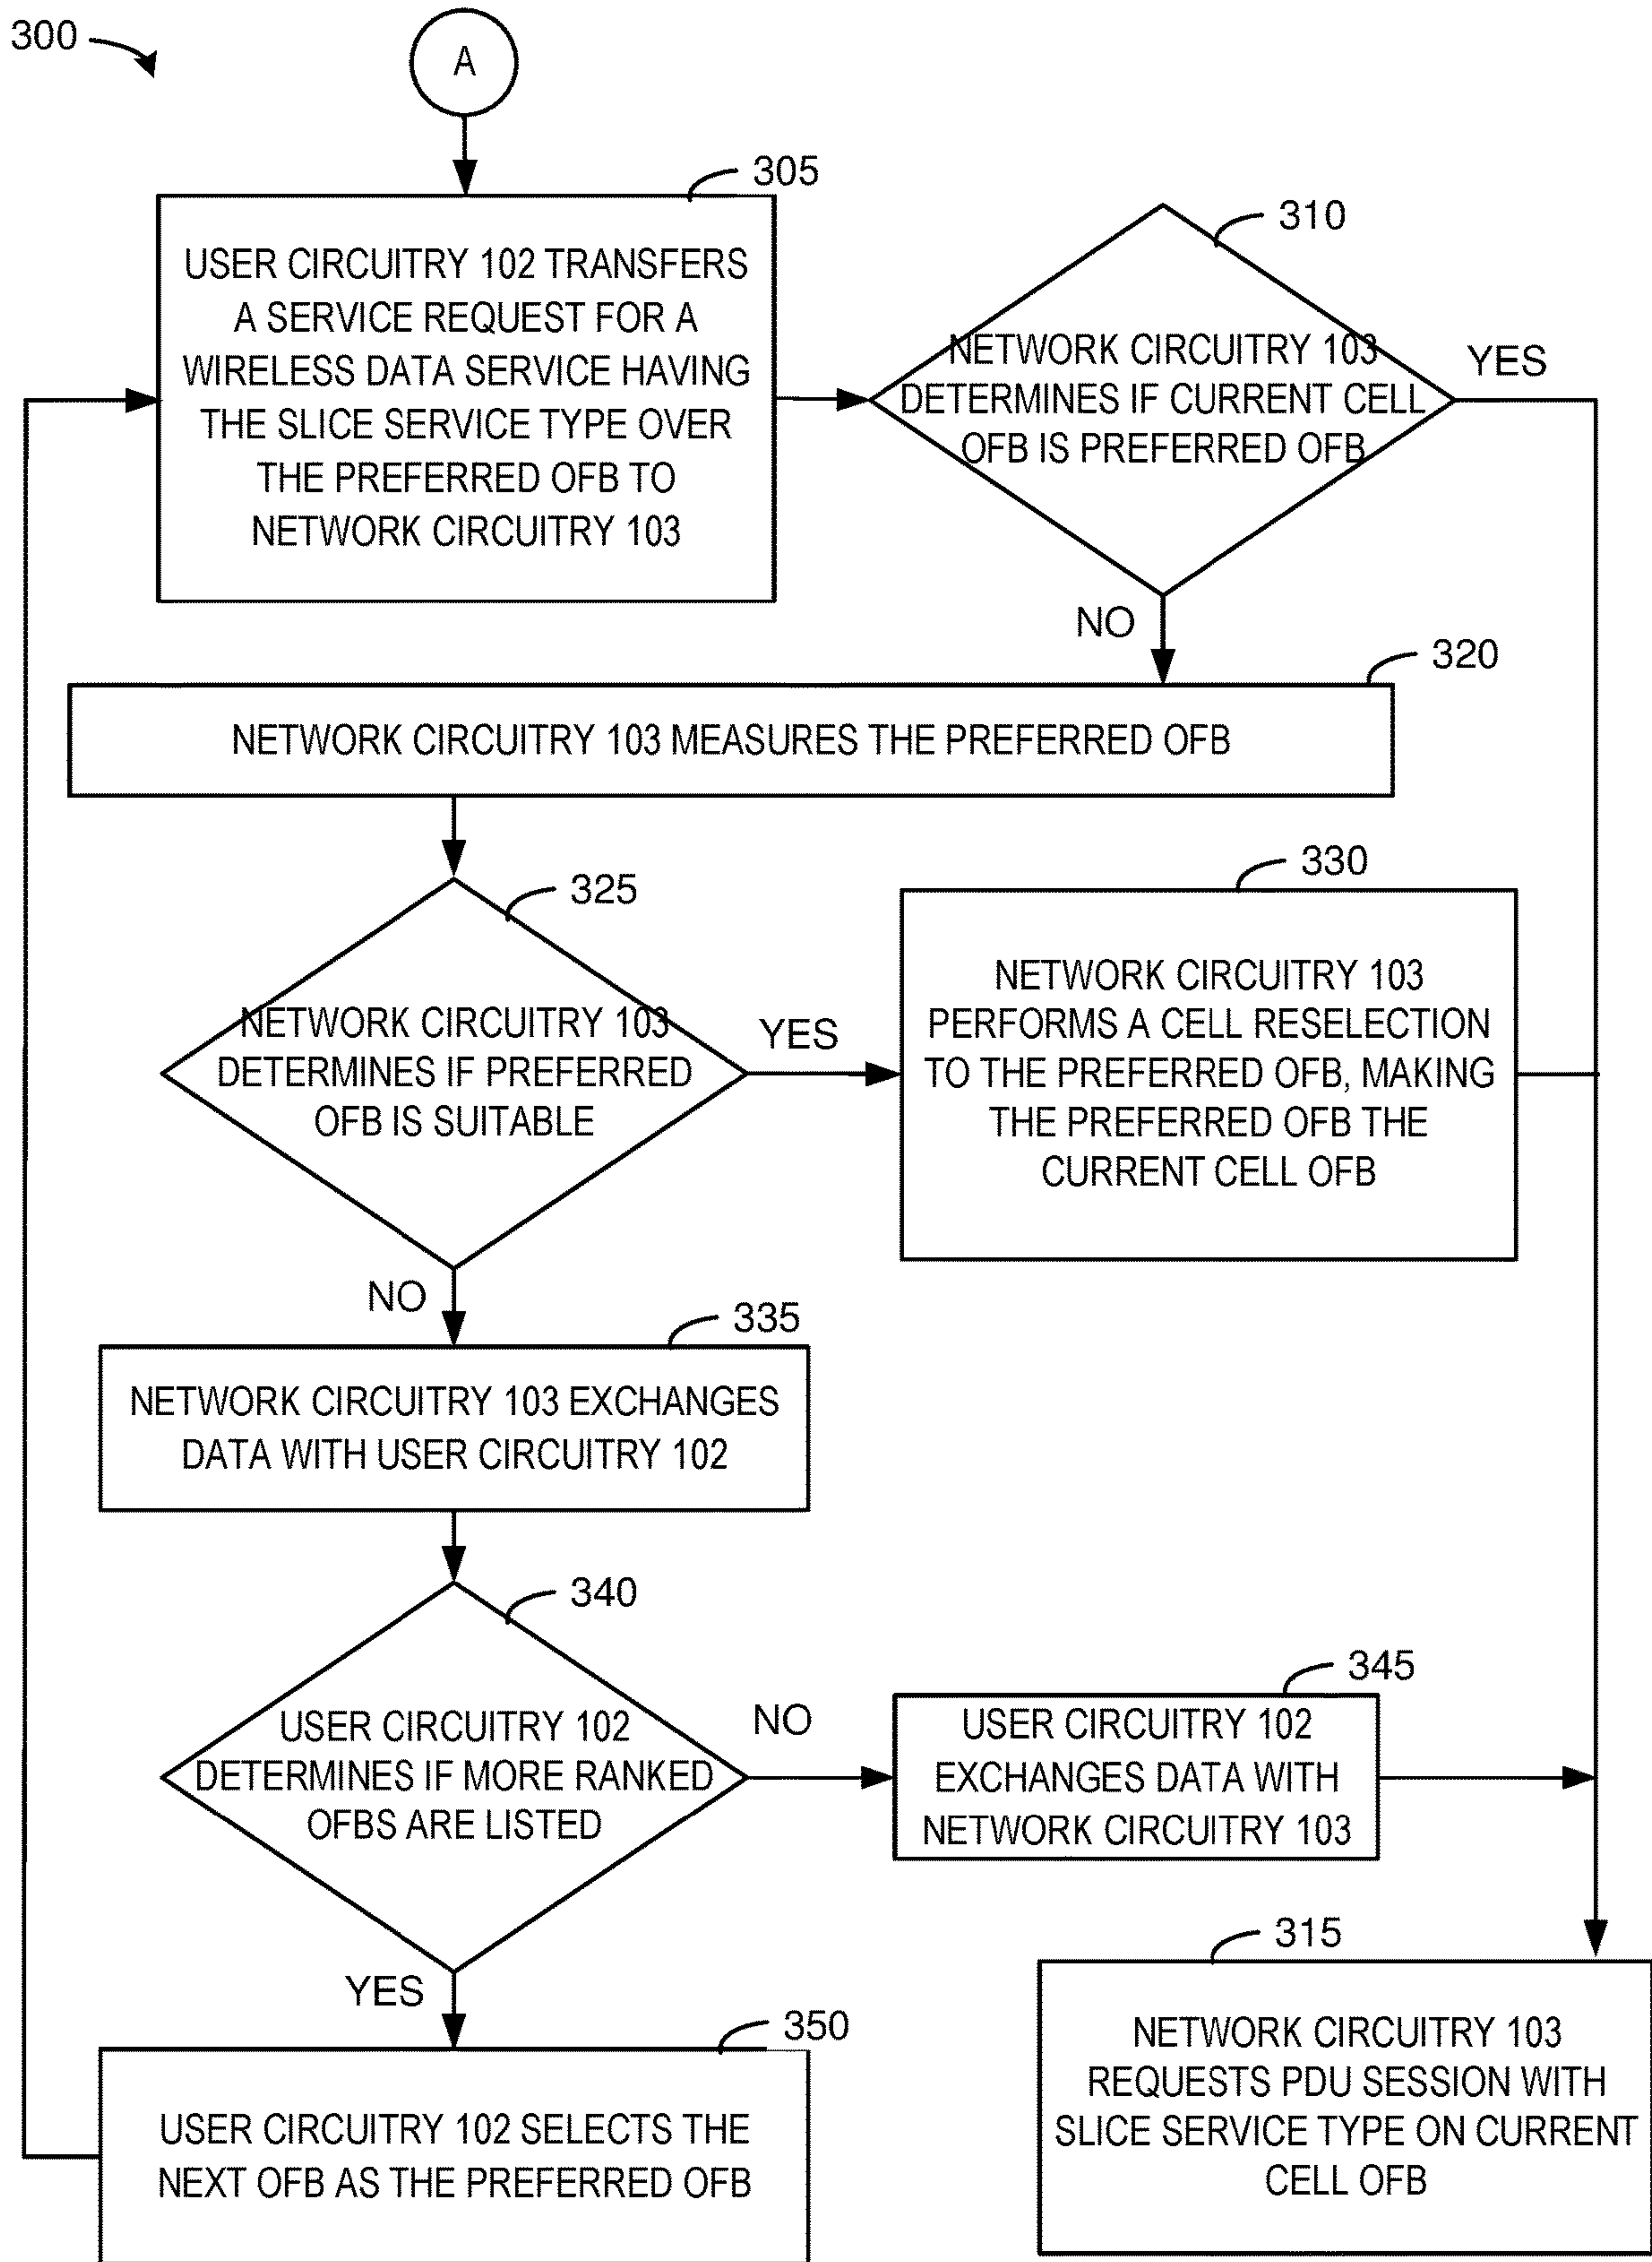 300
A
305
USER CIRCUITRY 102 TRANSFERS
A SERVICE REQUEST FOR A
WIRELESS DATA SERVICE HAVING
THE SLICE SERVICE TYPE OVER
THE PREFERRED OFB TO
NETWORK CIRCUITRY 103
310
NETWORK CIRCUITRY 103
DETERMINES IF CURRENT CELL
OFB IS PREFERRED OFB
YES
NO
320
NETWORK CIRCUITRY 103 MEASURES THE PREFERRED OFB
325
NETWORK CIRCUITRY 103
DETERMINES IF PREFERRED
OFB IS SUITABLE
YES
330
NETWORK CIRCUITRY 103
PERFORMS A CELL RESELECTION
TO THE PREFERRED OFB, MAKING
THE PREFERRED OFB THE
CURRENT CELL OFB
NO
335
NETWORK CIRCUITRY 103 EXCHANGES
DATA WITH USER CIRCUITRY 102
340
USER CIRCUITRY 102
DETERMINES IF MORE RANKED
OFBS ARE LISTED
NO
345
USER CIRCUITRY 102
EXCHANGES DATA WITH
NETWORK CIRCUITRY 103
YES
350
USER CIRCUITRY 102 SELECTS THE
NEXT OFB AS THE PREFERRED OFB
315
NETWORK CIRCUITRY 103
REQUESTS PDU SESSION WITH
SLICE SERVICE TYPE ON CURRENT
CELL OFB